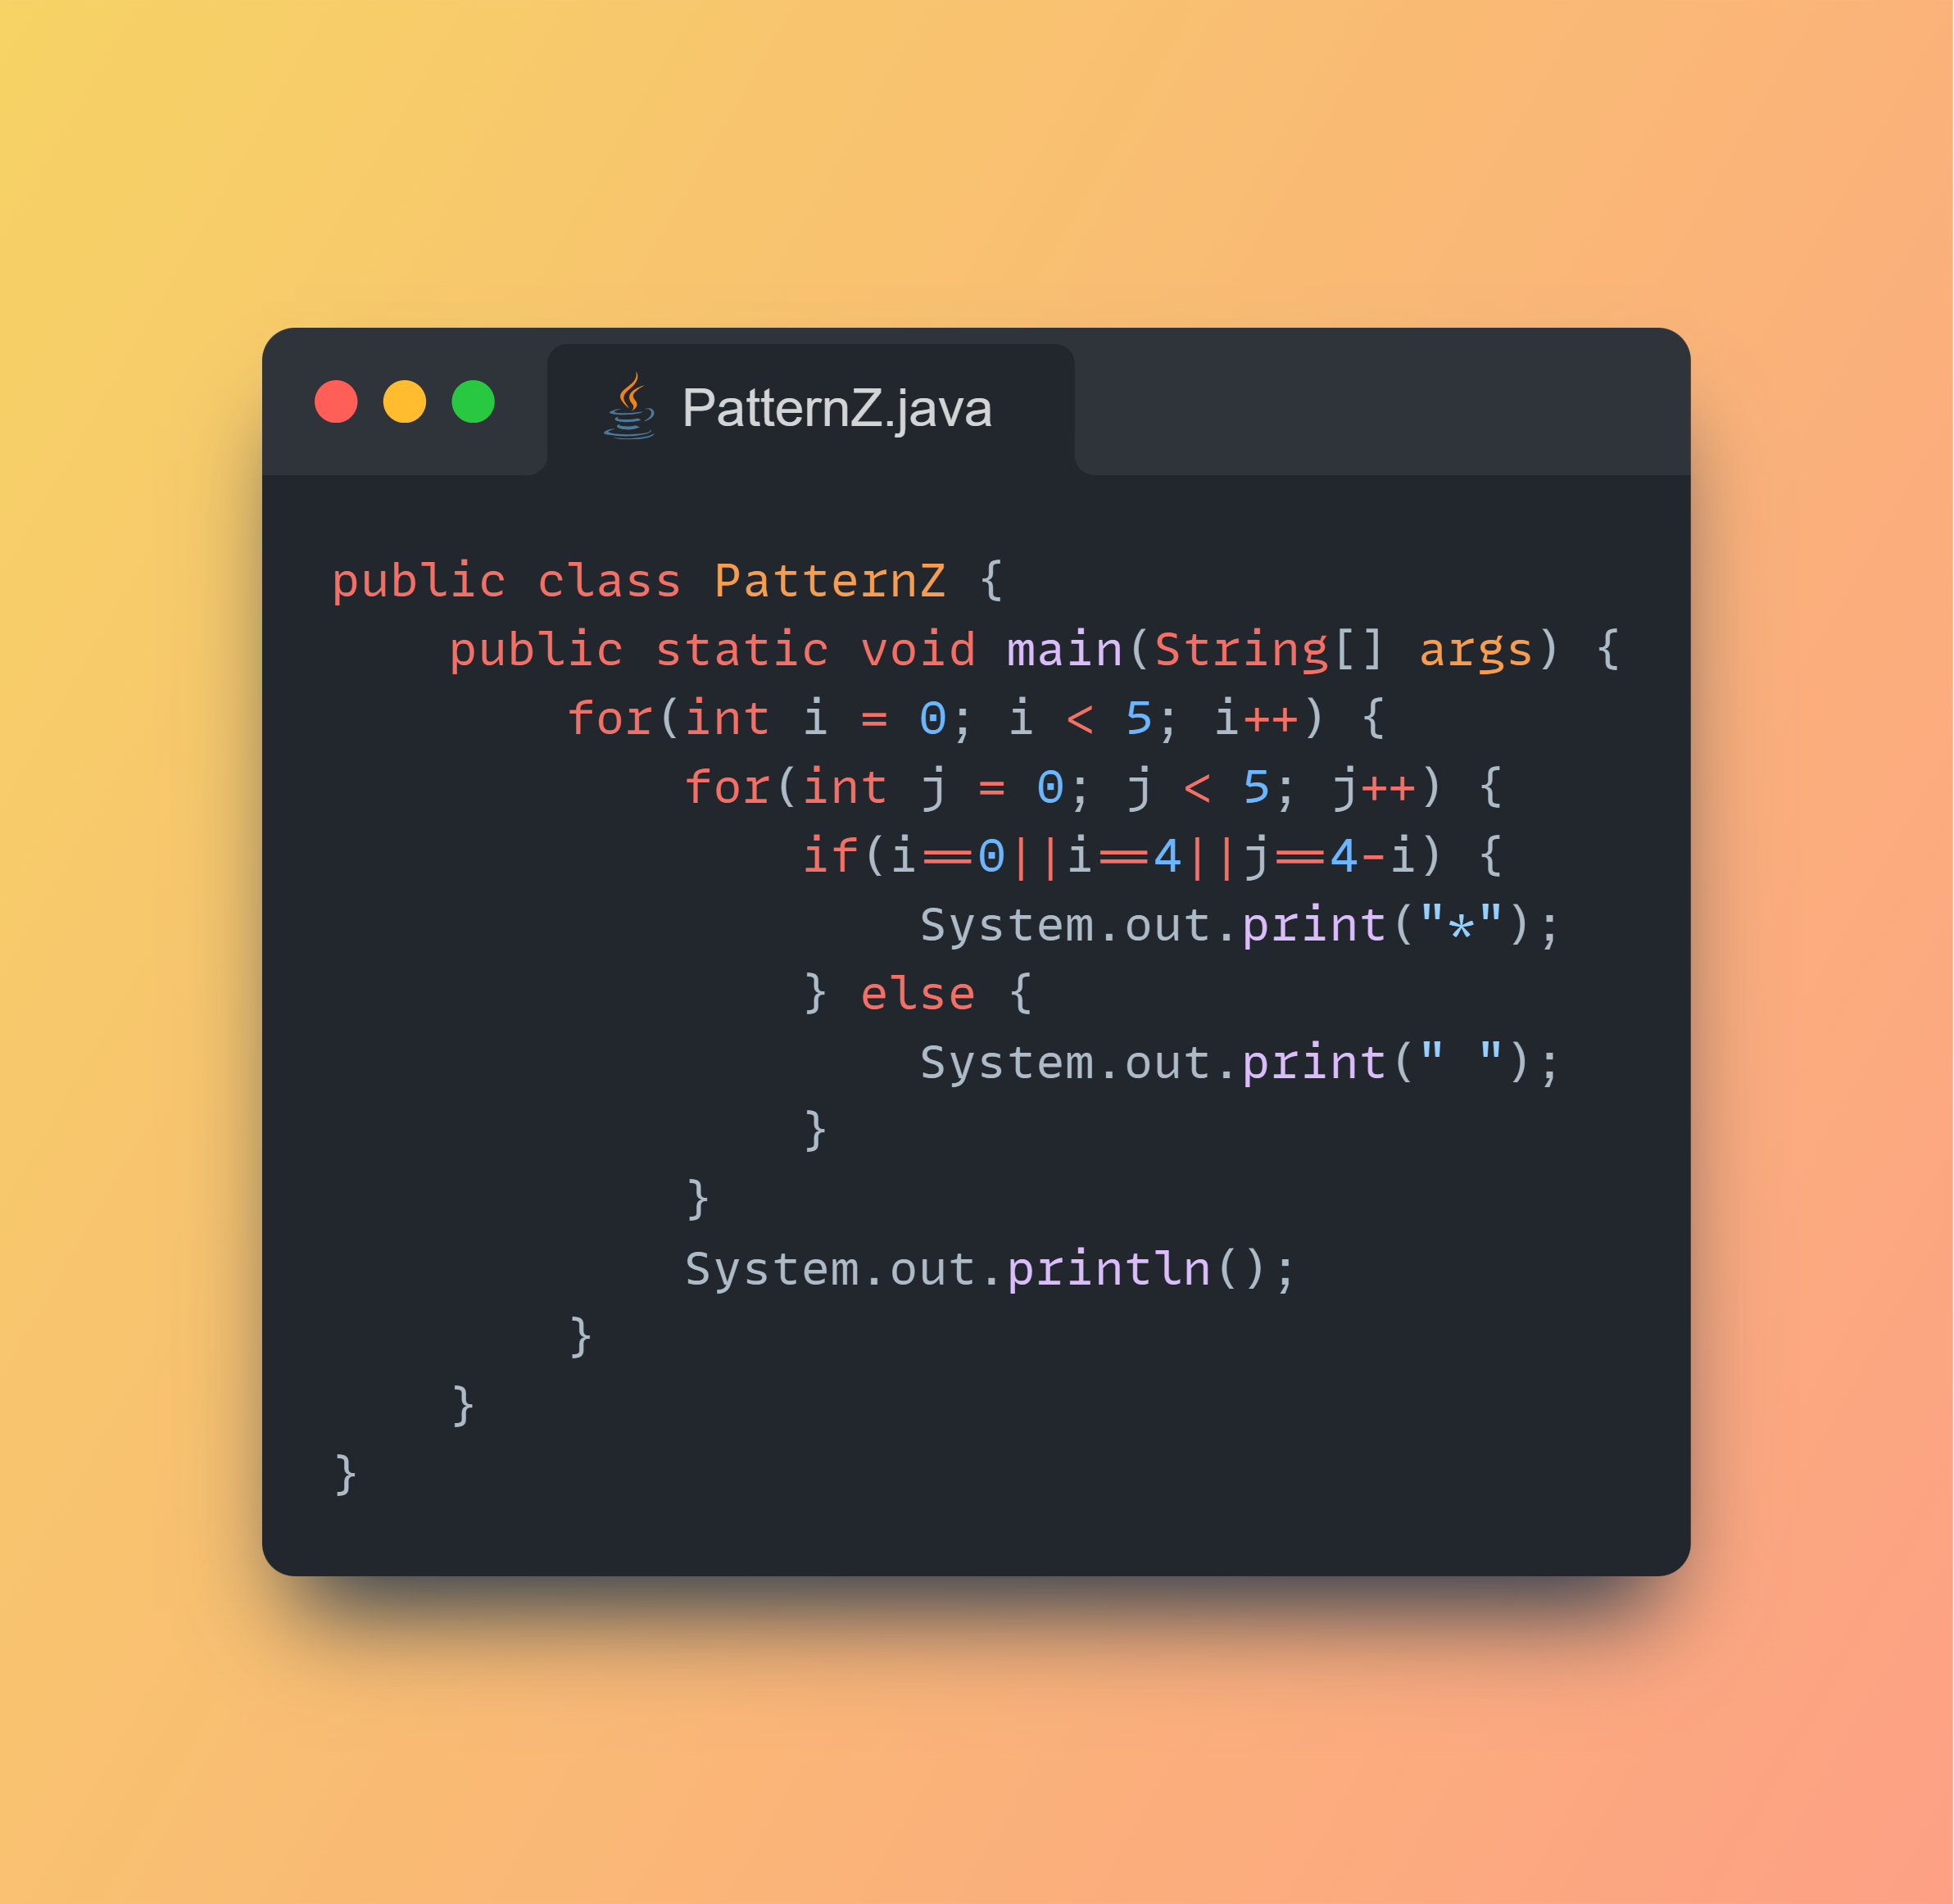 PatternZ.java
public class PatternZ {
    public static void main(String[] args) {
        for(int i = 0; i < 5; i++) {
            for(int j = 0; j < 5; j++) {
                if(i==0||i==4||j==4-i) {
                    System.out.print("*");
                } else {
                    System.out.print(" ");
                }
            }
            System.out.println();
        }
    }
}